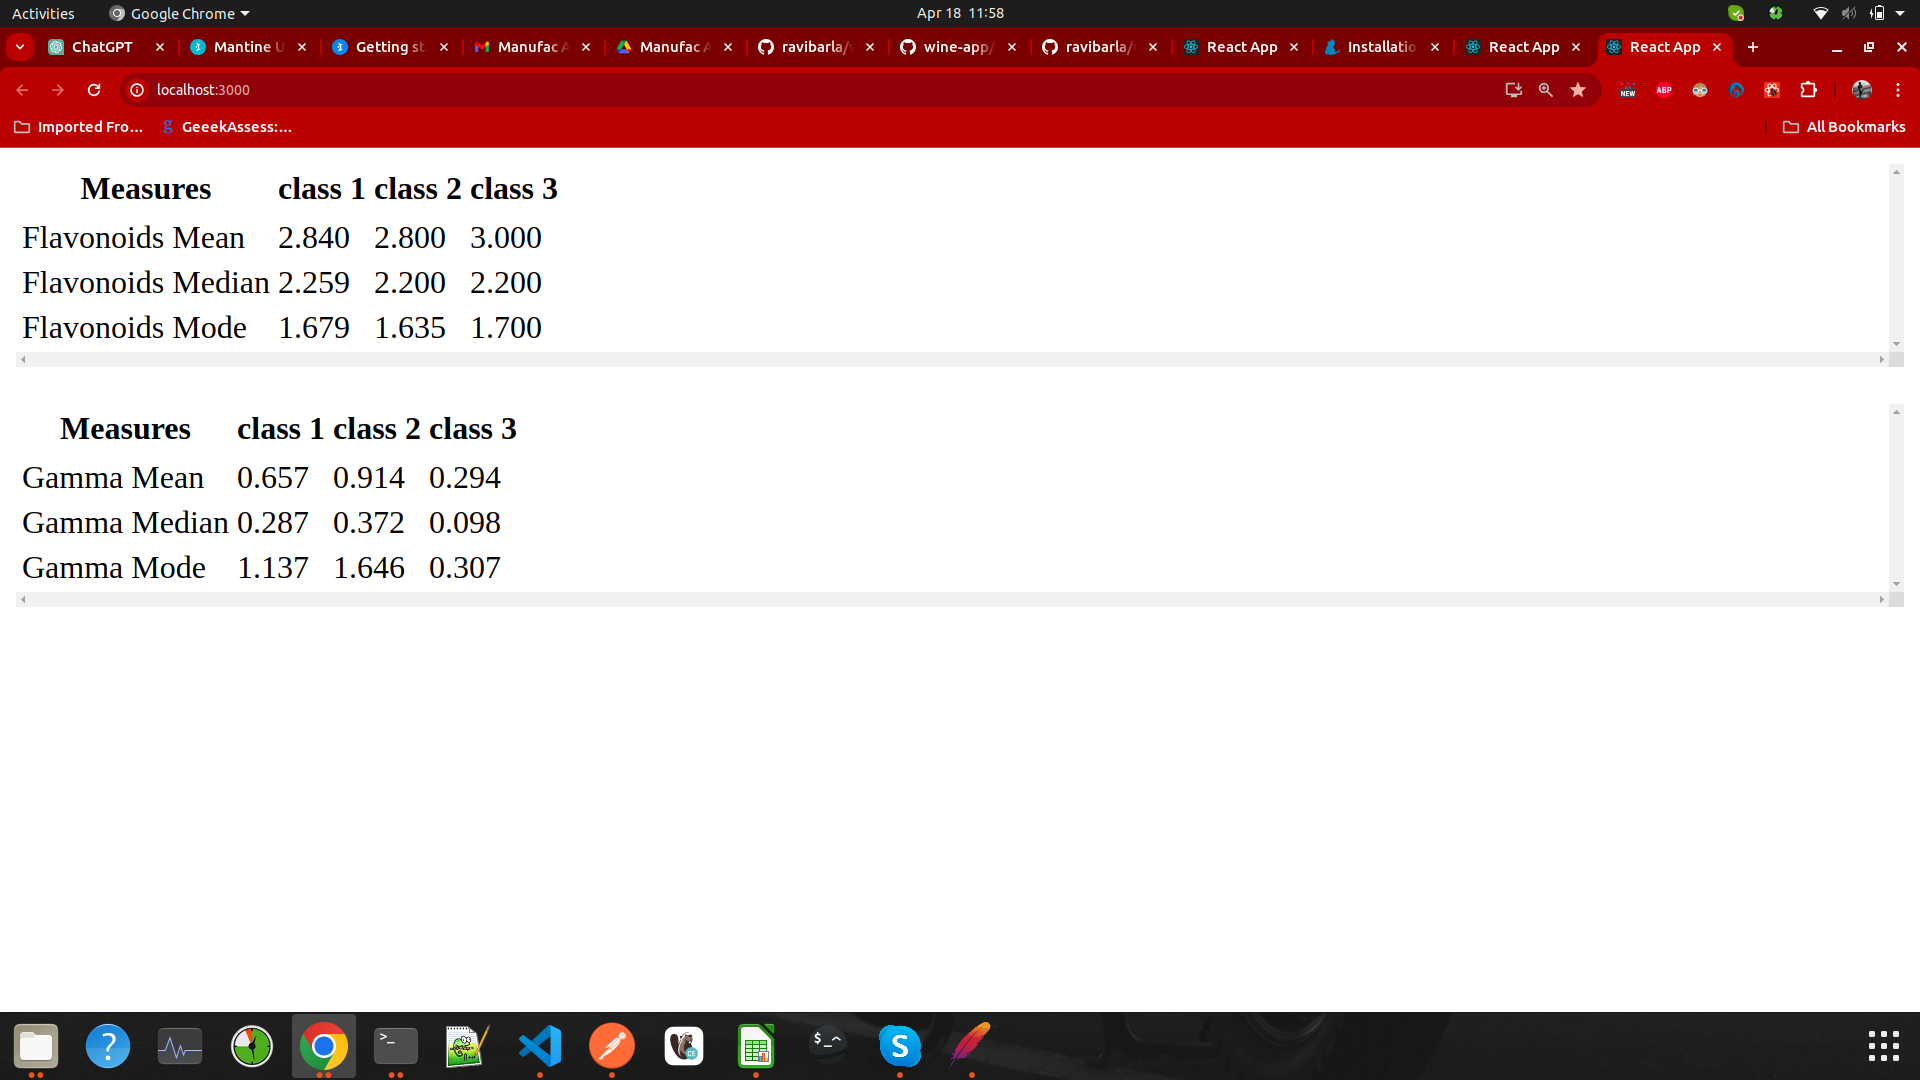 Activities Google Chrome Apr 18 11:58
ChatGPT Mantine U Getting sta Manufac A Manufac A ravibarla/ wine-app/ ravibarla/ React App Installatio React App React App
localhost:3000 NEW ABP
Imported Fro... g GeeekAssess:... All Bookmarks
Measures class 1 class 2 class 3
Flavonoids Mean 2.840 2.800 3.000
Flavonoids Median 2.259 2.200 2.200
Flavonoids Mode 1.679 1.635 1.700
Measures class 1 class 2 class 3
Gamma Mean 0.657 0.914 0.294
Gamma Median 0.287 0.372 0.098
Gamma Mode 1.137 1.646 0.307
? >_ CE $_^ S